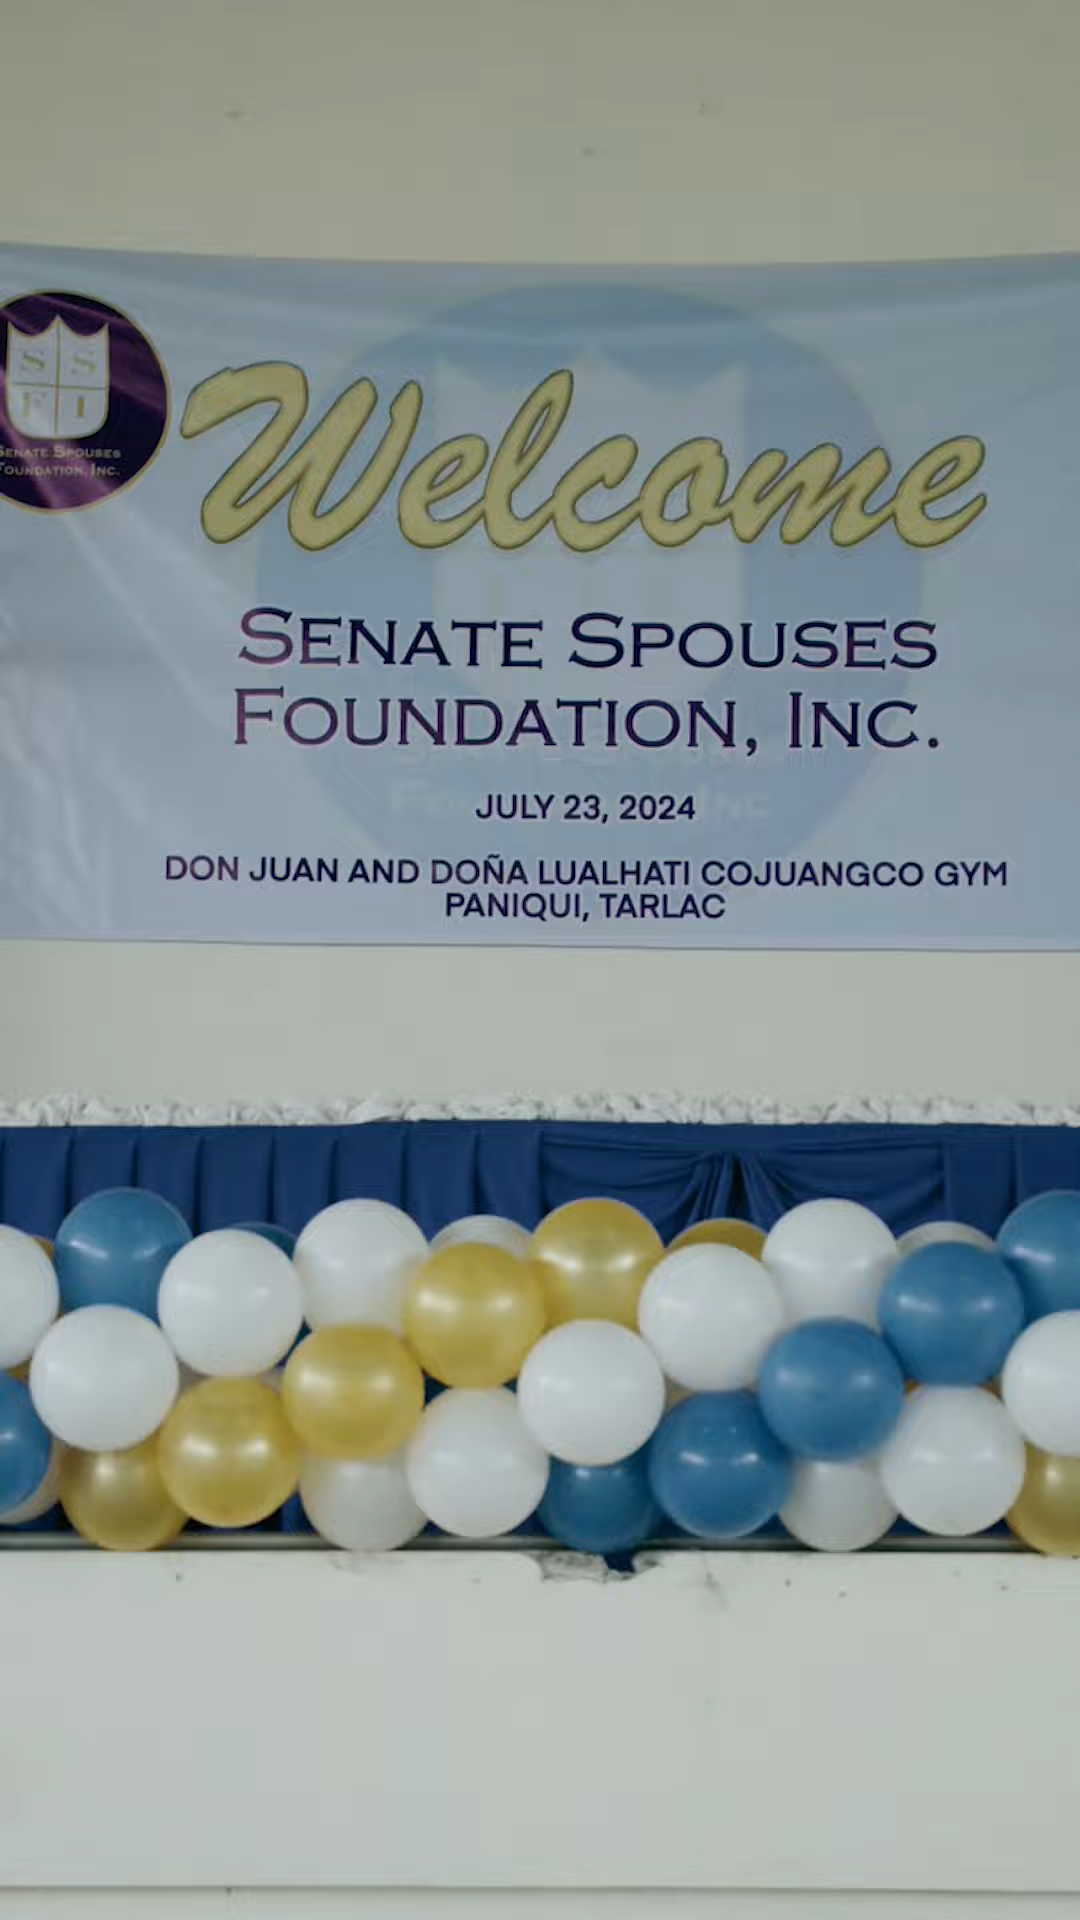 S S
F I
SENATE SPOUSES
FOUNDATION, INC.
Welcome
SENATE SPOUSES
FOUNDATION, INC.
JULY 23, 2024
DON JUAN AND DOÑA LUALHATI COJUANGCO GYM
PANIQUI, TARLAC